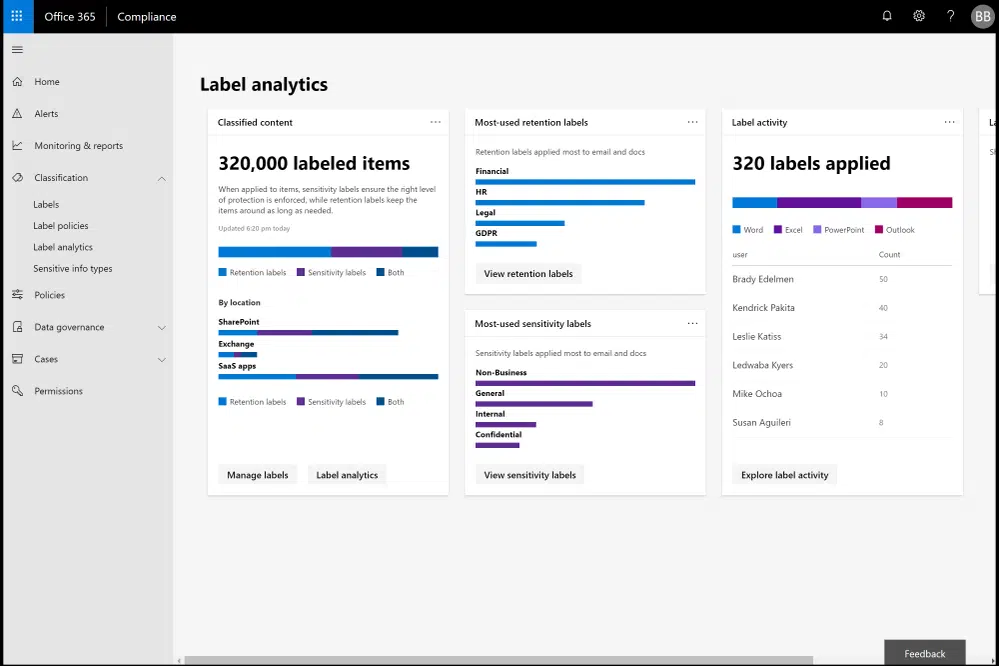 Office 365 Compliance ? BB
Home
Alerts
Monitoring & reports
Classification
Labels
Label policies
Label analytics
Sensitive info types
Policies
Data governance
Cases
Permissions
Label analytics
Classified content ...
320,000 labeled items
When applied to items, sensitivity labels ensure the right level
of protection is enforced, while retention labels keep the
items around as long as needed.
Updated 6:20 pm today
Retention labels Sensitivity labels Both
By location
SharePoint
Exchange
SaaS apps
Retention labels Sensitivity labels Both
Manage labels Label analytics
Most-used retention labels ...
Retention labels applied most to email and docs
Financial
HR
Legal
GDPR
View retention labels
Most-used sensitivity labels ...
Sensitivity labels applied most to email and docs
Non-Business
General
Internal
Confidential
View sensitivity labels
Label activity ...
320 labels applied
Word Excel PowerPoint Outlook
user Count
Brady Edelmen 50
Kendrick Pakita 40
Leslie Katiss 34
Ledwaba Kyers 20
Mike Ochoa 10
Susan Aguileri 8
Explore label activity
Feedback